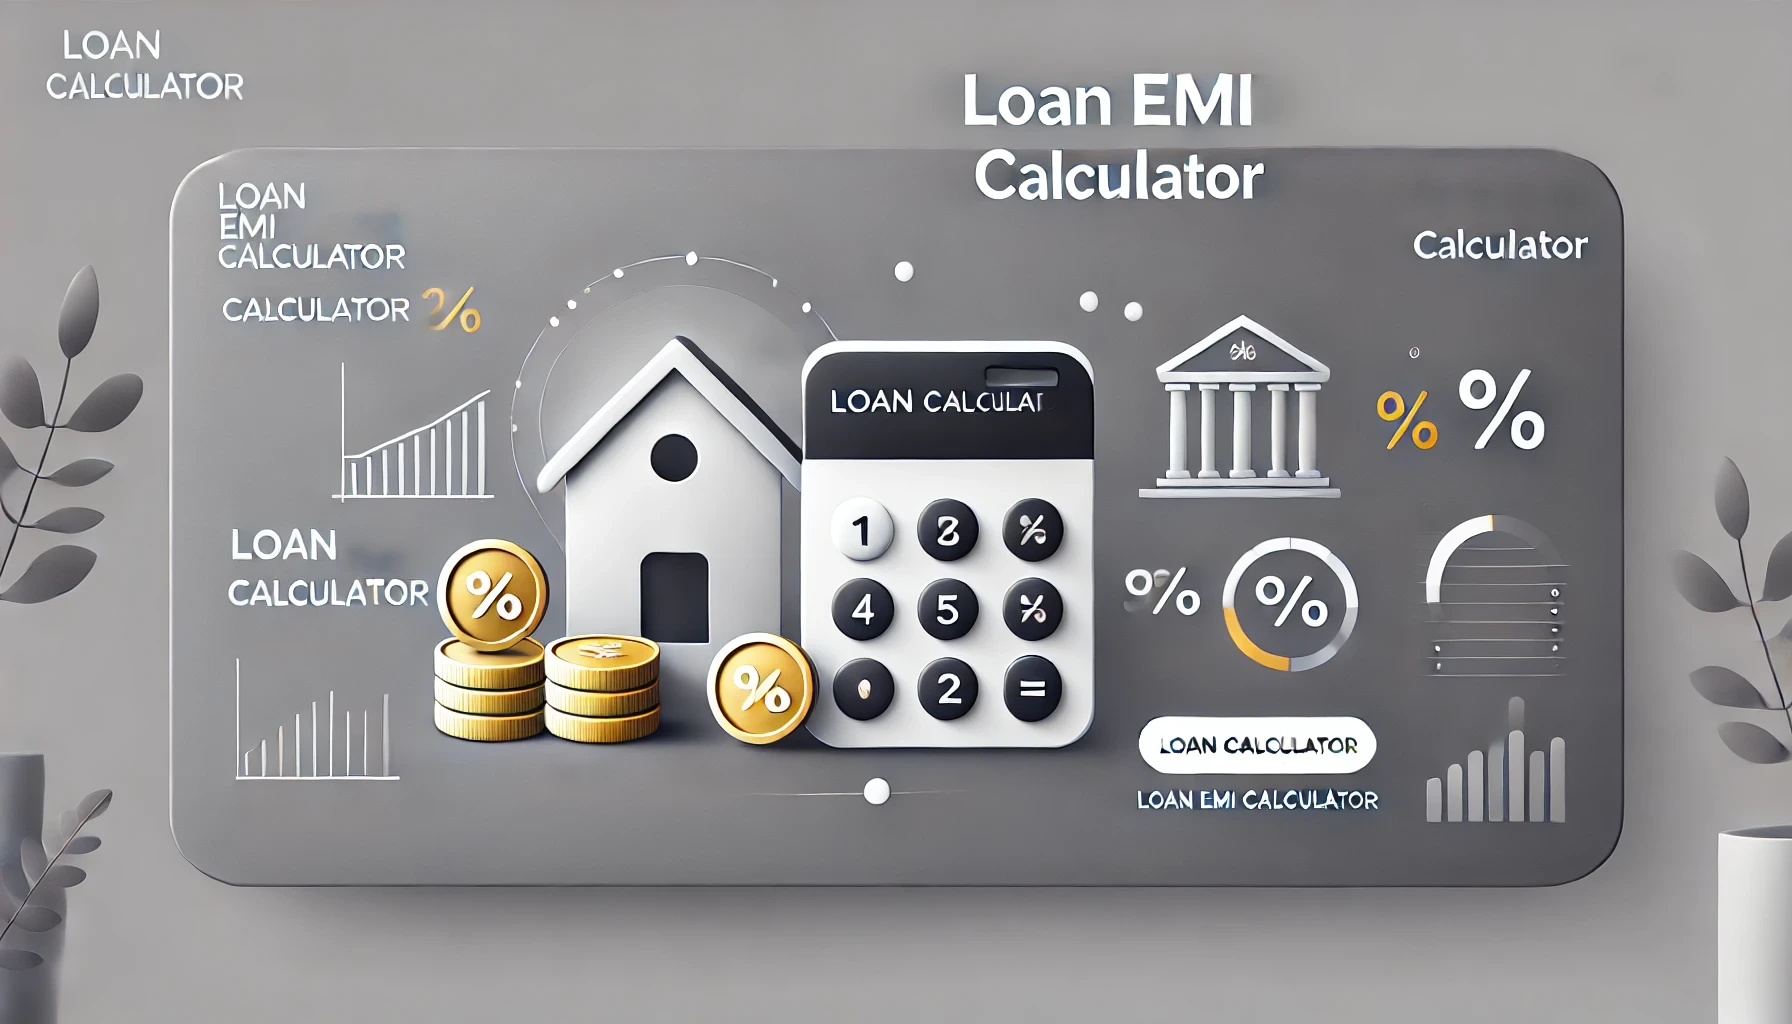 LOAN
CALCULATOR
Loan EMI
Calculator
LOAN
EMI
CALCULATOR
CALCULATOR %
Calculator
LOAN CALCULAT
% %
1
4 5
2 =
LOAN
CALCULATOR
%
%
% %
LOAN CALOLLATOR
LOAN EMI CALCULATOR